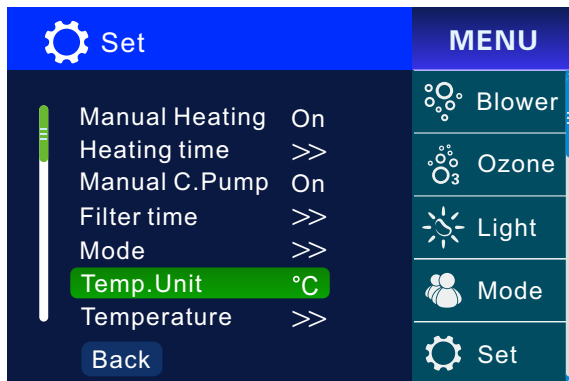 Set
Manual Heating On
Heating time >>
Manual C.Pump On
Filter time >>
Mode >>
Temp.Unit °C
Temperature >>
Back
MENU
Blower
O₃ Ozone
Light
Mode
Set